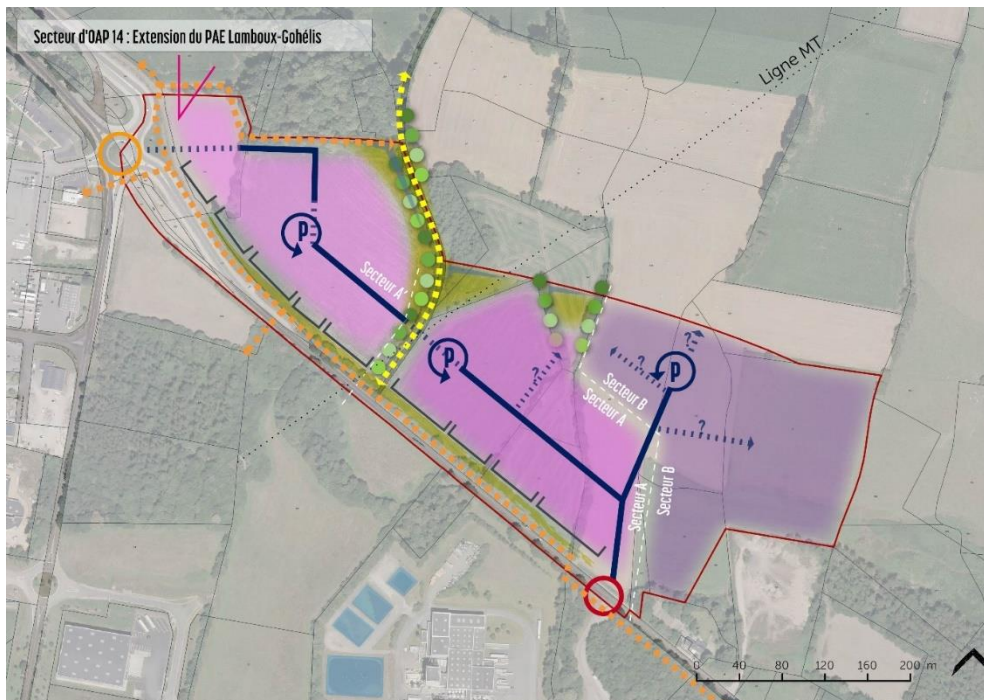 Secteur d'OAP 14 : Extension du PAE Lamboux-Gohélis
Ligne MT
P
Secteur A'
P
?
?
?
P
?
Secteur B
Secteur A
Secteur A
Secteur B
0 40 80 120 160 200 m